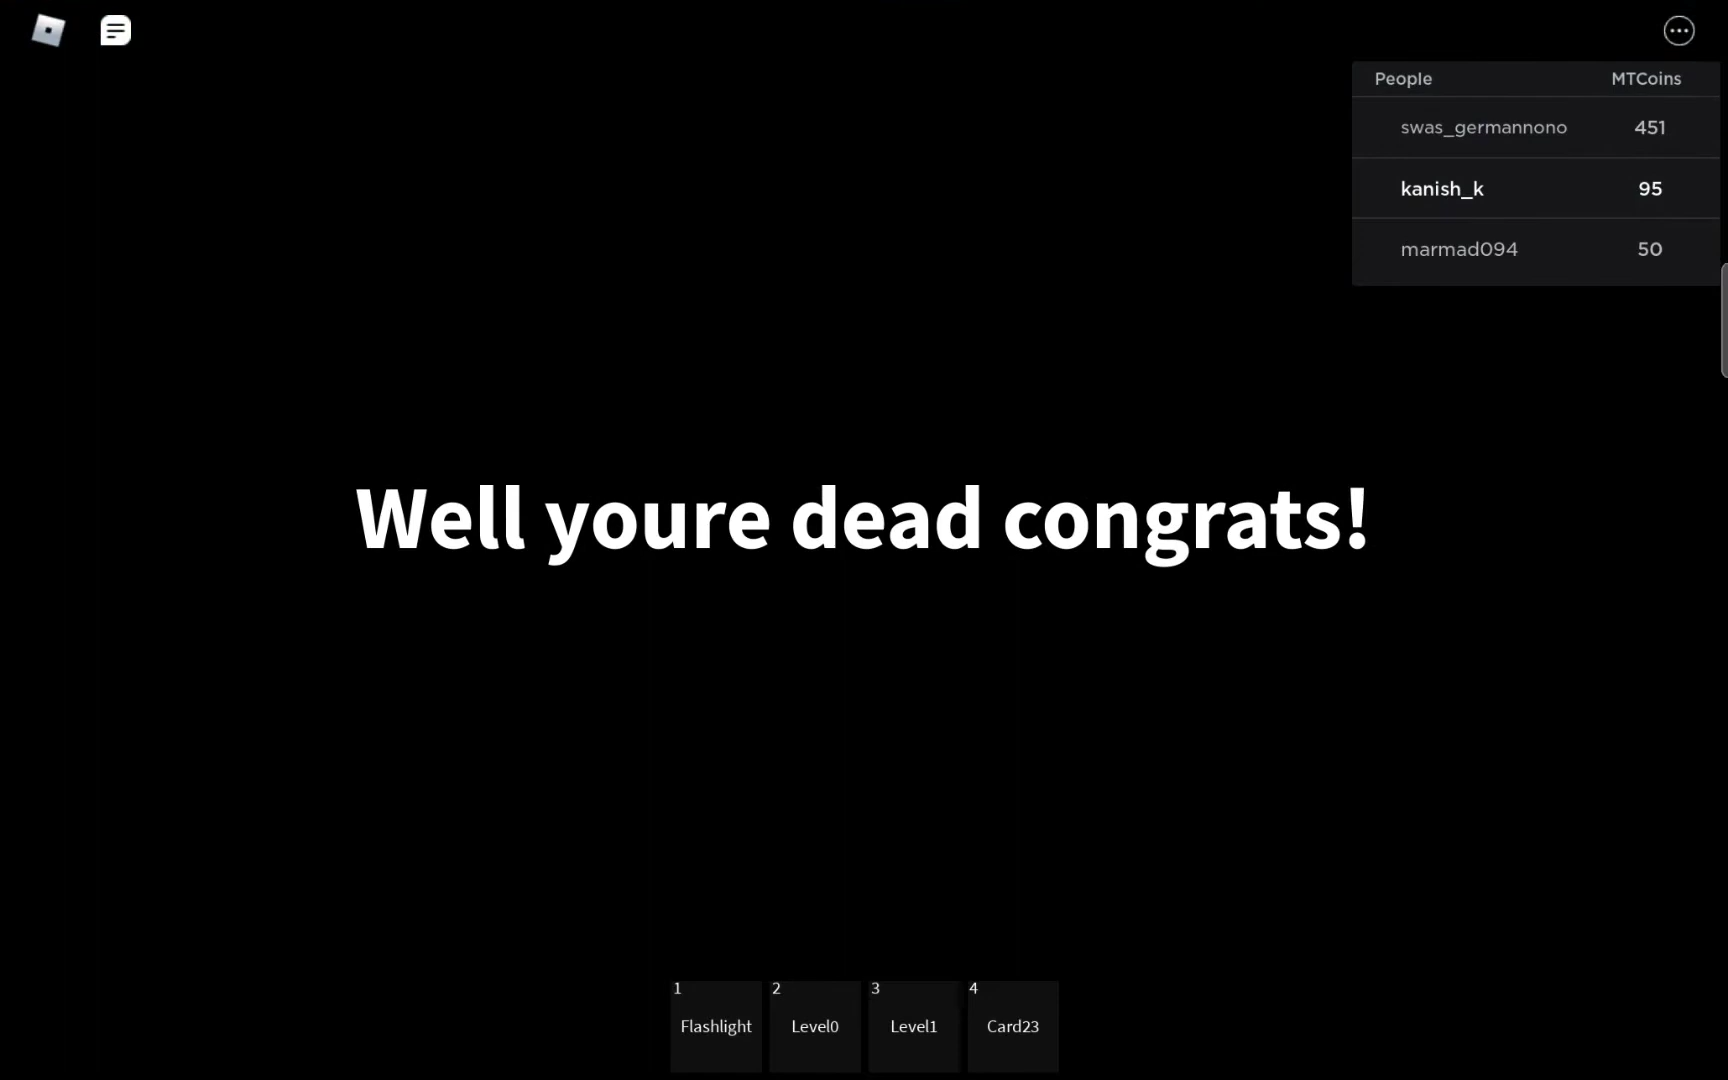 People MTCoins
swas_germannono 451
kanish_k 95
marmad094 50
Well youre dead congrats!
1 2 3 4
Flashlight Level0 Level1 Card23